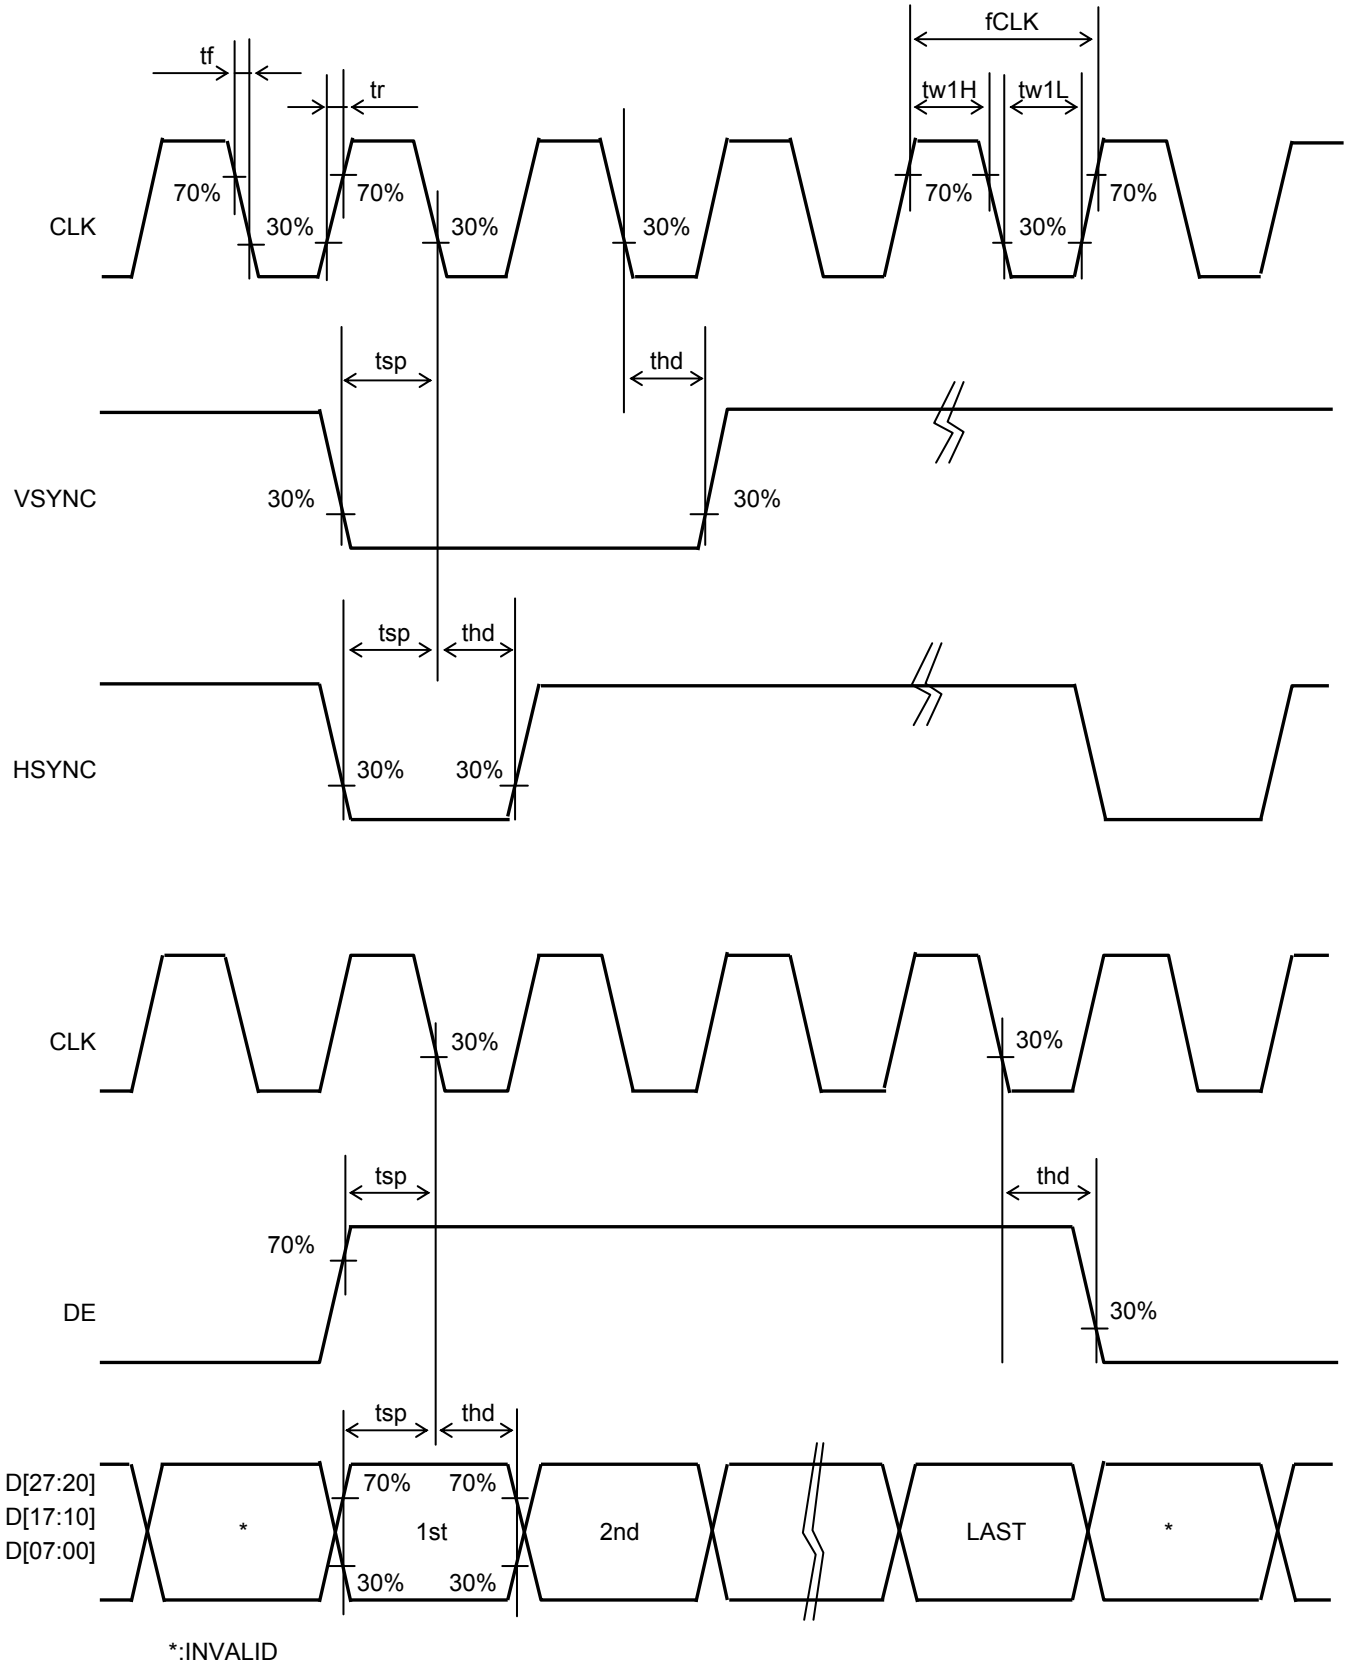 fCLK
tf
tr
tw1H tw1L
70% 70% 70% 70%
CLK 30% 30% 30% 30%
tsp thd
VSYNC 30% 30%
tsp thd
HSYNC 30% 30%
CLK 30% 30%
tsp thd
70%
DE 30%
tsp thd
D[27:20] 70% 70%
D[17:10] * 1st 2nd LAST *
D[07:00]
30% 30%
*:INVALID